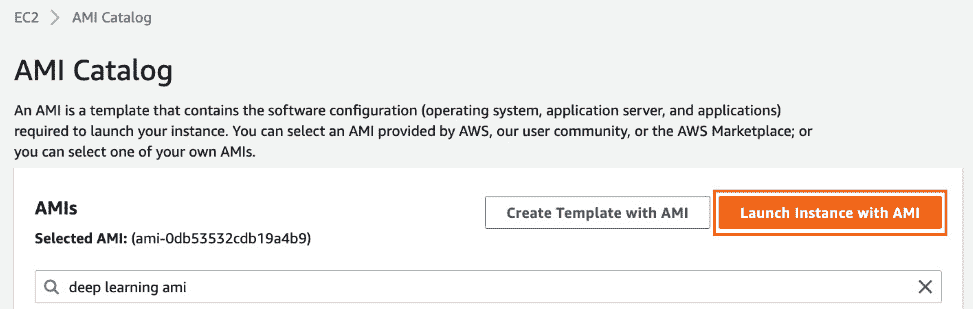 EC2 > AMI Catalog
AMI Catalog
An AMI is a template that contains the software configuration (operating system, application server, and applications)
required to launch your instance. You can select an AMI provided by AWS, our user community, or the AWS Marketplace; or
you can select one of your own AMIs.
AMIs
Create Template with AMI
Launch Instance with AMI
Selected AMI: (ami-0db53532cdb19a4b9)
deep learning ami